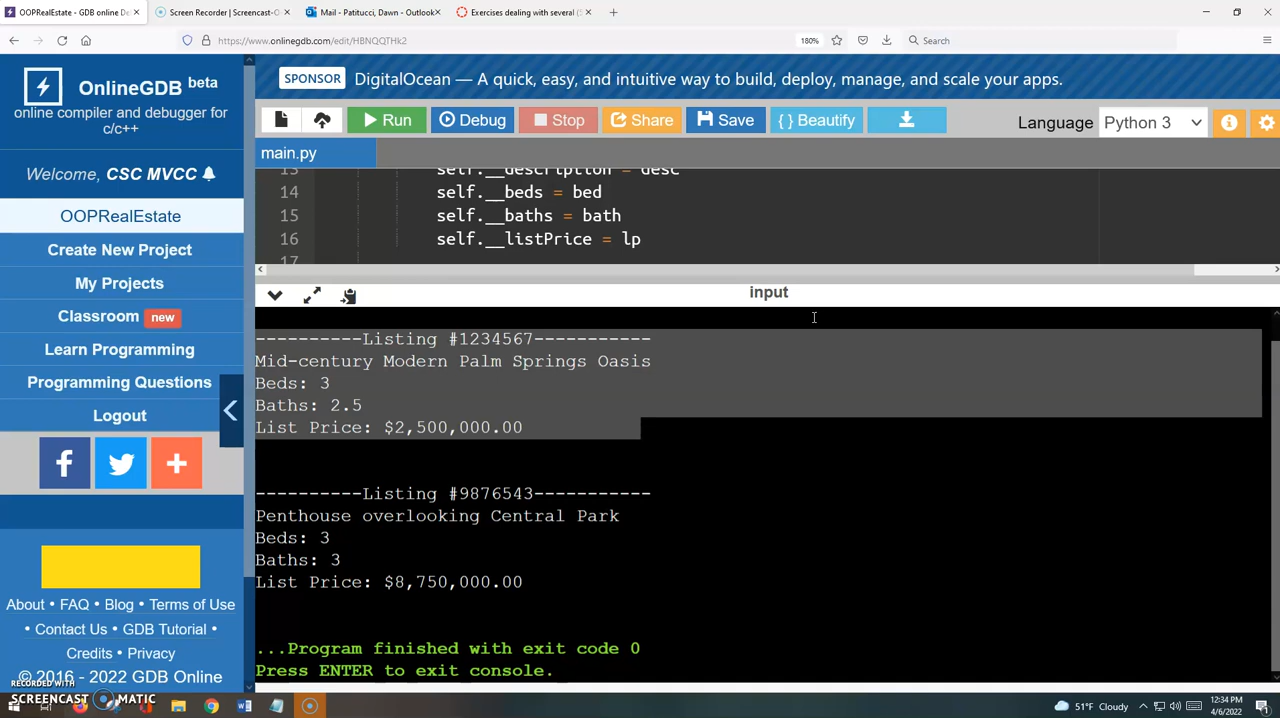 OOPRealEstate - GDB online De
Screen Recorder | Screencast-O
Mail - Patitucci, Dawn - Outlook
Exercises dealing with several (S
https://www.onlinegdb.com/edit/HBNQQTHk2
180%
Search
OnlineGDB beta
online compiler and debugger for
c/c++
Welcome, CSC MVCC
OOPRealEstate
Create New Project
My Projects
Classroom new
Learn Programming
Programming Questions
Logout
About • FAQ • Blog • Terms of Use
Contact Us • GDB Tutorial •
Credits • Privacy
© 2016 - 2022 GDB Online
SPONSOR DigitalOcean — A quick, easy, and intuitive way to build, deploy, manage, and scale your apps.
Run Debug Stop Share Save { } Beautify
Language Python 3
main.py
13 self.__description = desc
14 self.__beds = bed
15 self.__baths = bath
16 self.__listPrice = lp
17
input
----------Listing #1234567-----------
Mid-century Modern Palm Springs Oasis
Beds: 3
Baths: 2.5
List Price: $2,500,000.00
----------Listing #9876543-----------
Penthouse overlooking Central Park
Beds: 3
Baths: 3
List Price: $8,750,000.00
...Program finished with exit code 0
Press ENTER to exit console.
RECORDED WITH
SCREENCAST MATIC
51°F Cloudy
12:34 PM
4/6/2022